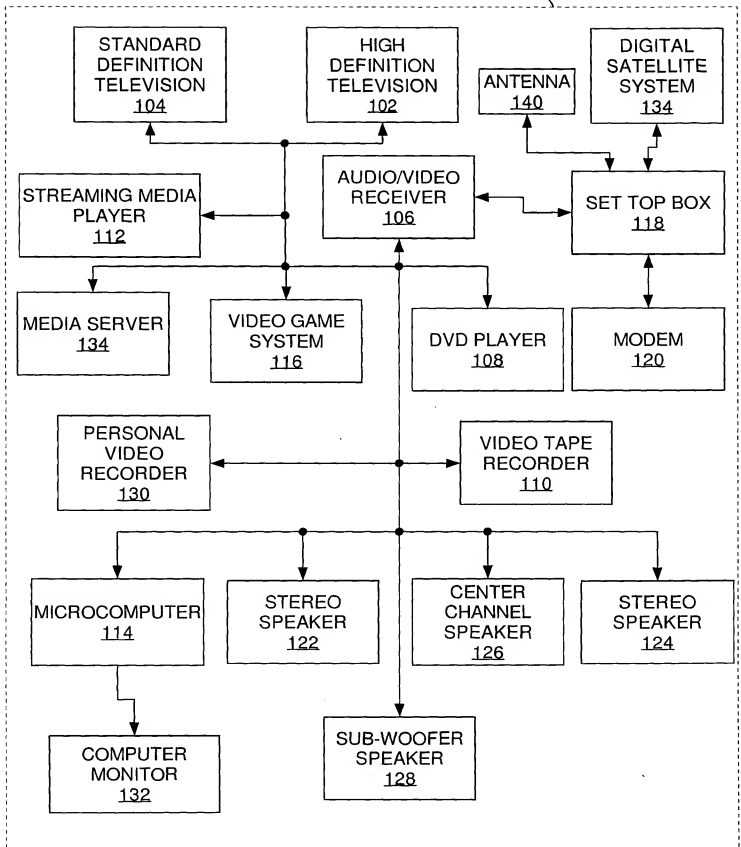 STANDARD
DEFINITION
TELEVISION
104
HIGH
DEFINITION
TELEVISION
102
ANTENNA
140
DIGITAL
SATELLITE
SYSTEM
134
STREAMING MEDIA
PLAYER
112
AUDIO/VIDEO
RECEIVER
106
SET TOP BOX
118
MEDIA SERVER
134
VIDEO GAME
SYSTEM
116
DVD PLAYER
108
MODEM
120
PERSONAL
VIDEO
RECORDER
130
VIDEO TAPE
RECORDER
110
MICROCOMPUTER
114
STEREO
SPEAKER
122
CENTER
CHANNEL
SPEAKER
126
STEREO
SPEAKER
124
COMPUTER
MONITOR
132
SUB-WOOFER
SPEAKER
128